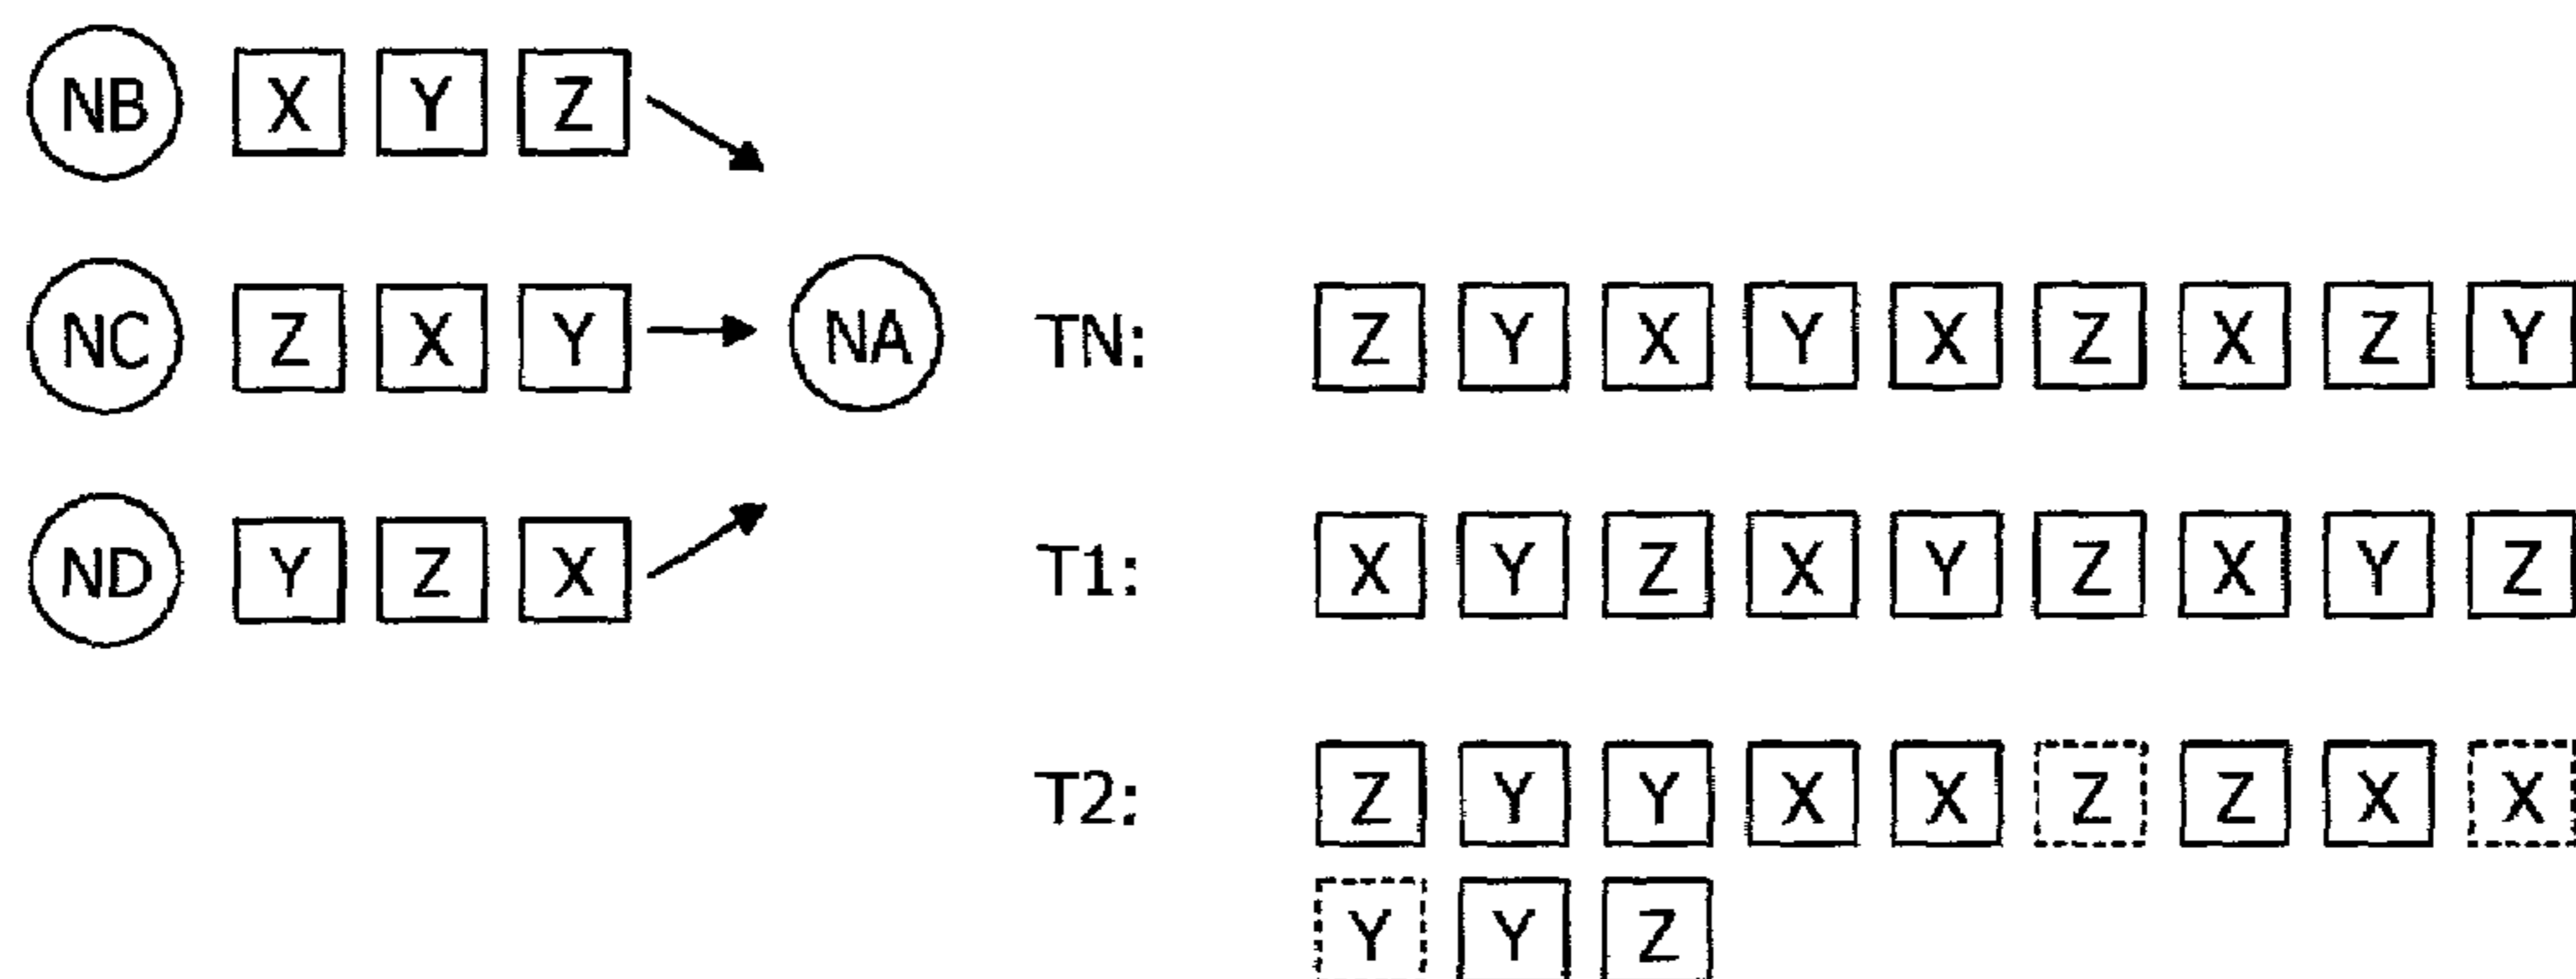 NB X Y Z
NC Z X Y NA TN: Z Y X Y X Z X Z Y
ND Y Z X T1: X Y Z X Y Z X Y Z
T2: Z Y Y X X Z Z X X
Y Y Z